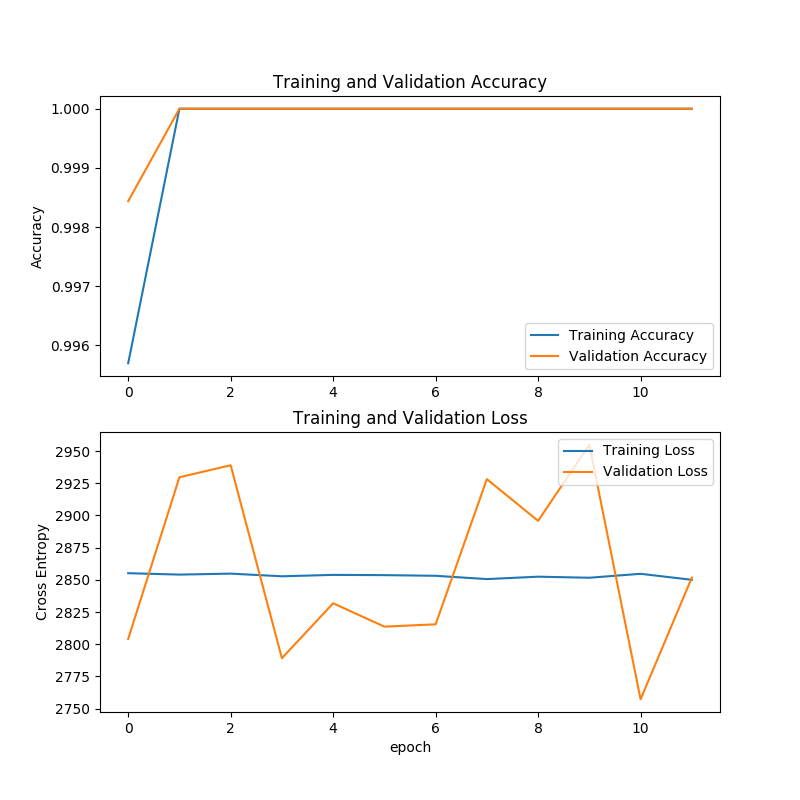 Training and Validation Accuracy
1.000
0.999
0.998
0.997
0.996
Accuracy
Training Accuracy
Validation Accuracy
0 2 4 6 8 10
Training and Validation Loss
2950
2925
2900
2875
2850
2825
2800
2775
2750
Cross Entropy
Training Loss
Validation Loss
0 2 4 6 8 10
epoch